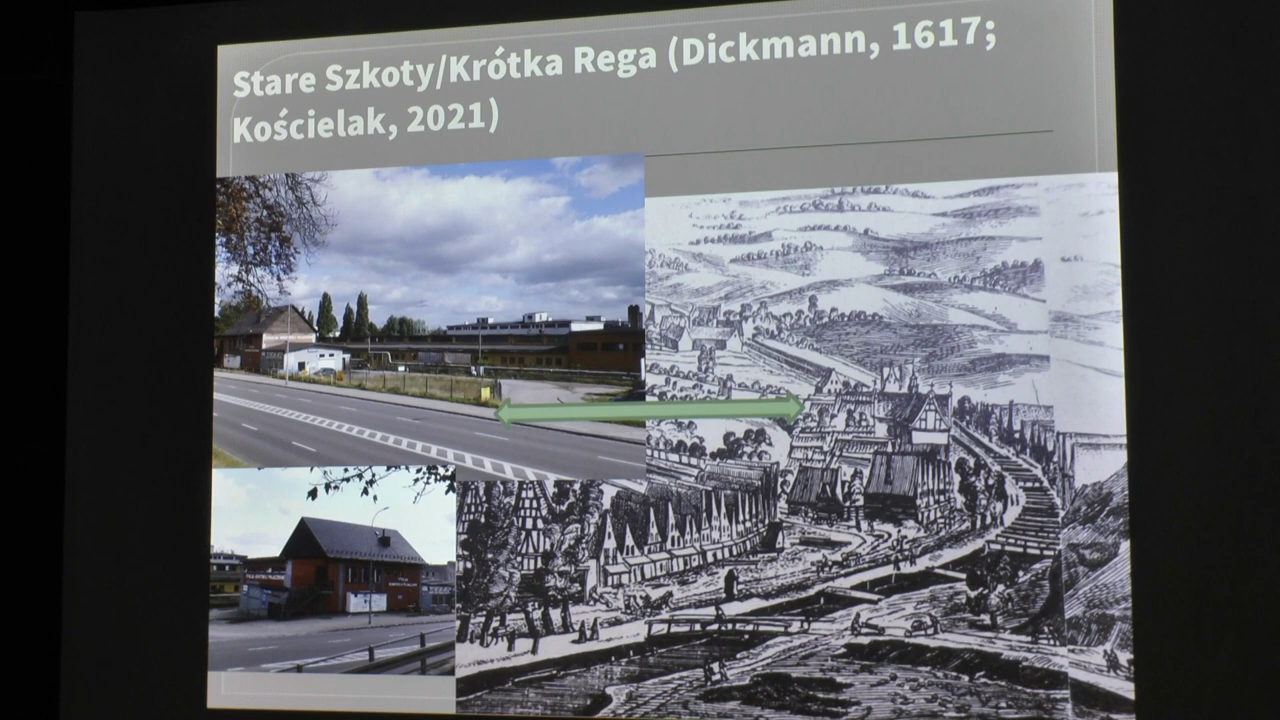 Stare Szkoty/Krótka Rega (Dickmann, 1617;
Kościelak, 2021)